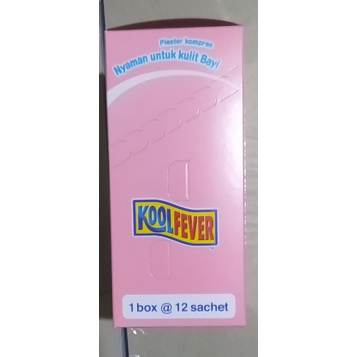 Plester kompres
Nyaman untuk kulit Bayi
KOOLFEVER
1 box @ 12 sachet